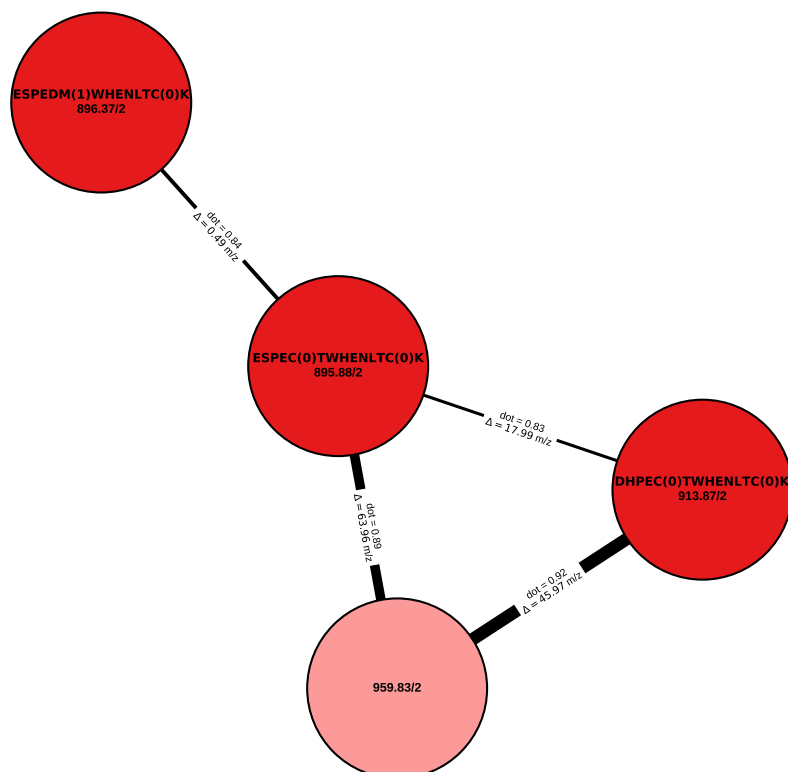 ESPEDM(1)WHENLTC(0)K
896.37/2
dot = 0.84
Δ = 0.49 m/z
ESPEC(0)TWHENLTC(0)K
895.88/2
dot = 0.83
Δ = 17.99 m/z
DHPEC(0)TWHENLTC(0)K
913.87/2
dot = 0.89
Δ = 63.96 m/z
dot = 0.92
Δ = 45.97 m/z
959.83/2